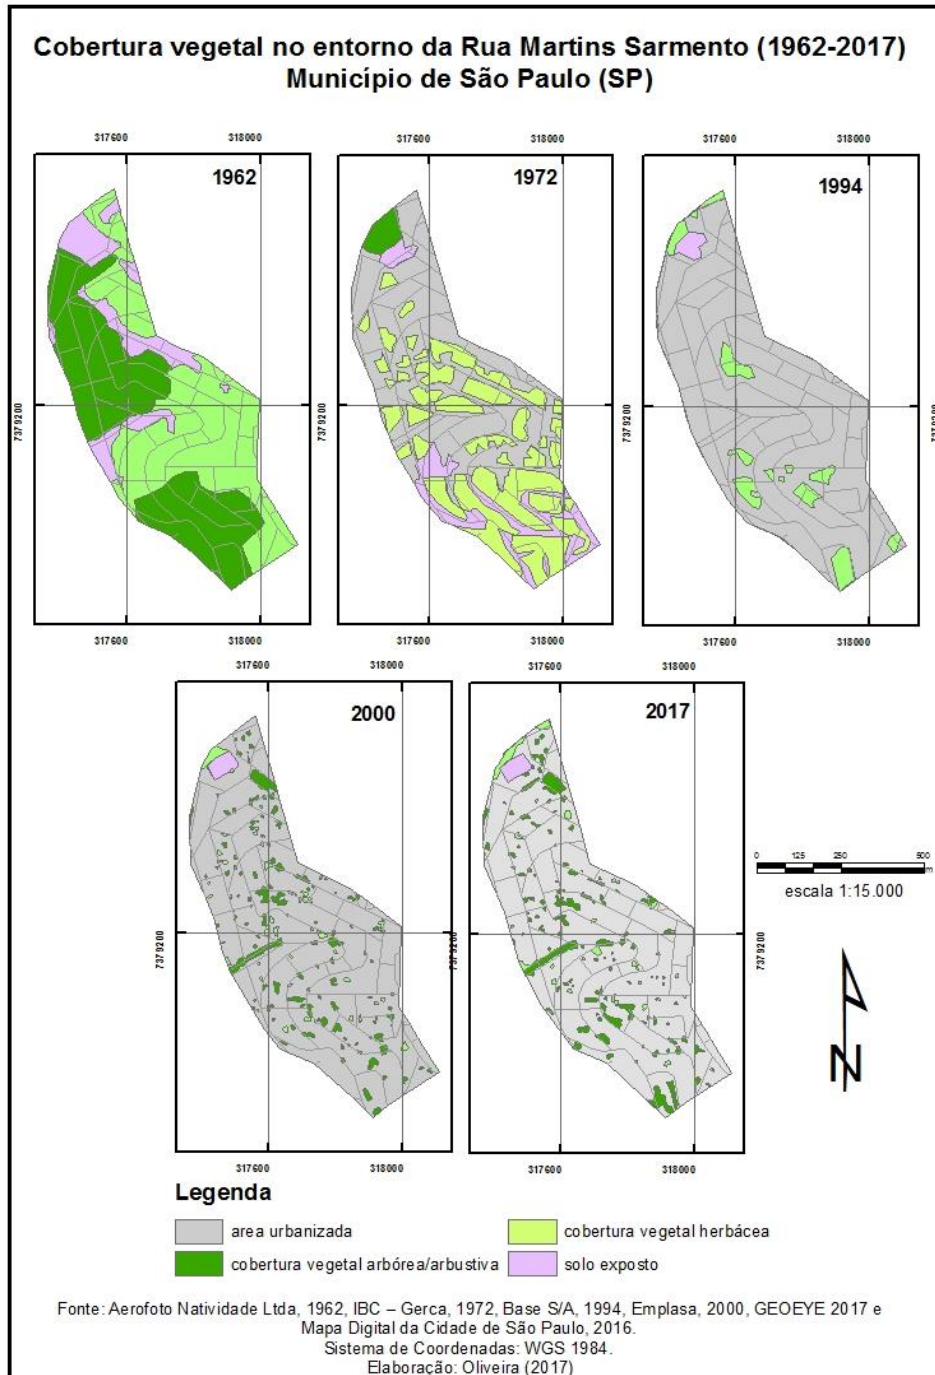 Cobertura vegetal no entorno da Rua Martins Sarmento (1962-2017)
Município de São Paulo (SP)
317600 318000 317600 318000 317600 318000
1962 1972 1994
7379200 7379200 7379200 7379200
317600 318000 317600 318000 317600 318000
317600 318000 317600 318000
2000 2017
0 125 250 500
m
escala 1:15.000
7379200 7379200 7379200
N
317600 318000 317600 318000
Legenda
area urbanizada cobertura vegetal herbácea
cobertura vegetal arbórea/arbustiva solo exposto
Fonte: Aerofoto Natividade Ltda, 1962, IBC – Gerca, 1972, Base S/A, 1994, Emplasa, 2000, GEOEYE 2017 e
Mapa Digital da Cidade de São Paulo, 2016.
Sistema de Coordenadas: WGS 1984.
Elaboração: Oliveira (2017)